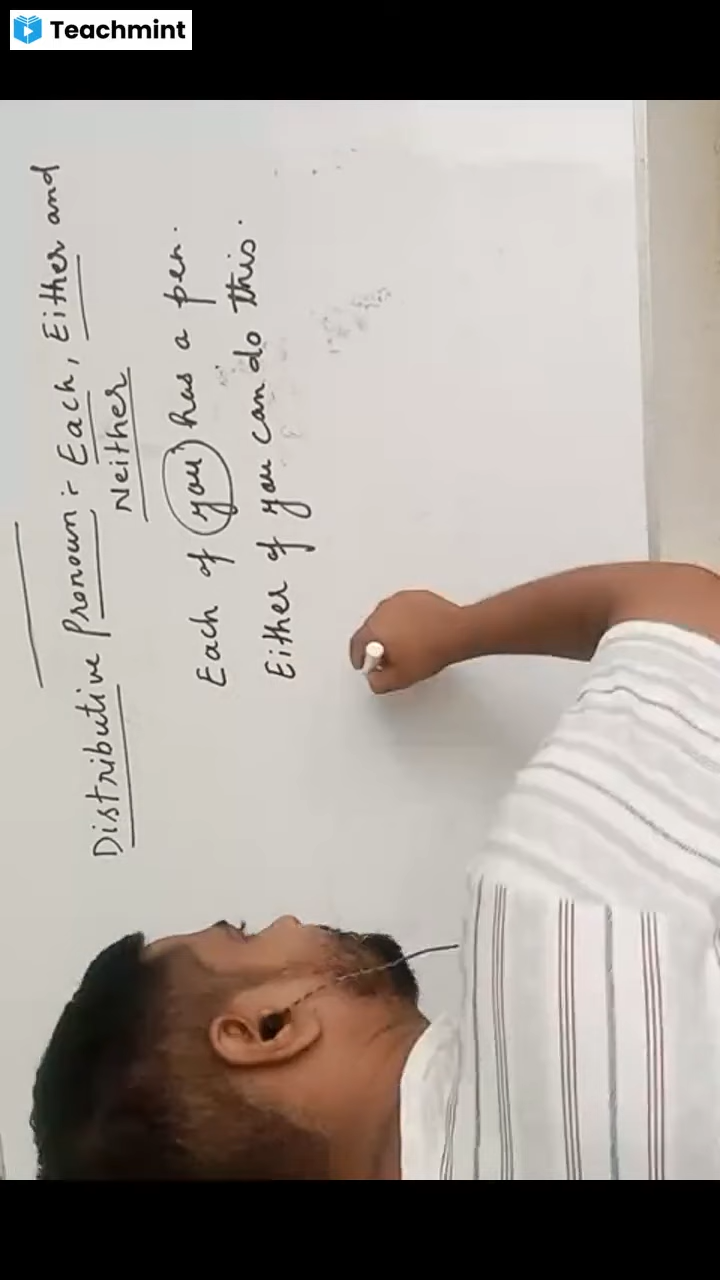 Teachmint
Distributive Pronoun :- Each, Either and
Neither
Each of you has a pen.
Either of you can do this.